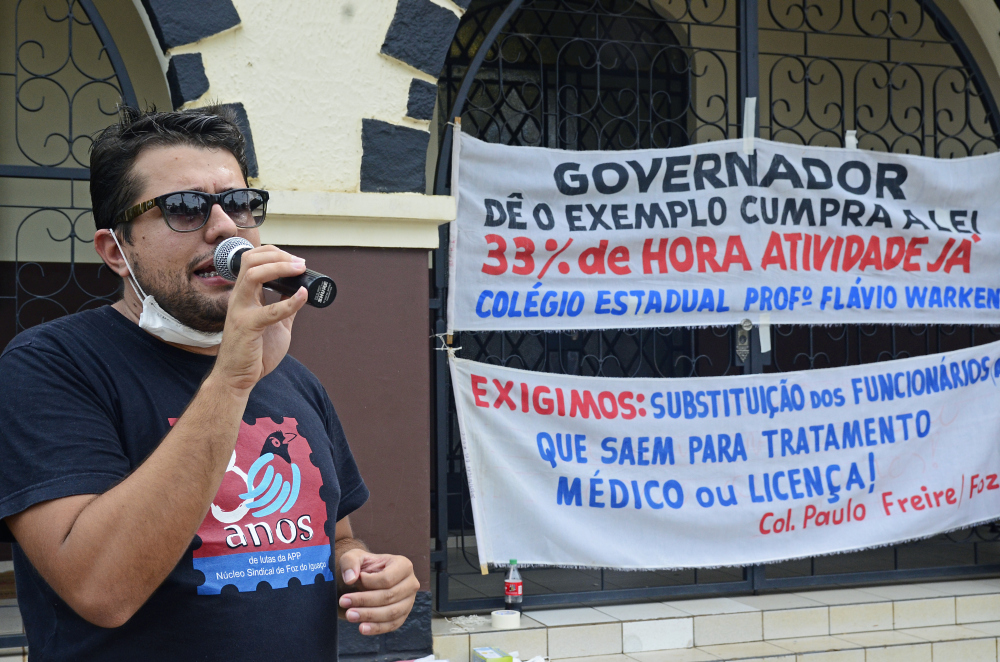 GOVERNADOR
DÊ O EXEMPLO CUMPRA A LEI
33% de HORA ATIVIDADE JÁ
COLÉGIO ESTADUAL PROFº FLÁVIO WARKEN
EXIGIMOS: SUBSTITUIÇÃO DOS FUNCIONÁRIOS(
QUE SAEM PARA TRATAMENTO
MÉDICO OU LICENÇA!
Col. Paulo Freire/Foz
30
anos
de lutas da APP
Núcleo Sindical de Foz do Iguaçu